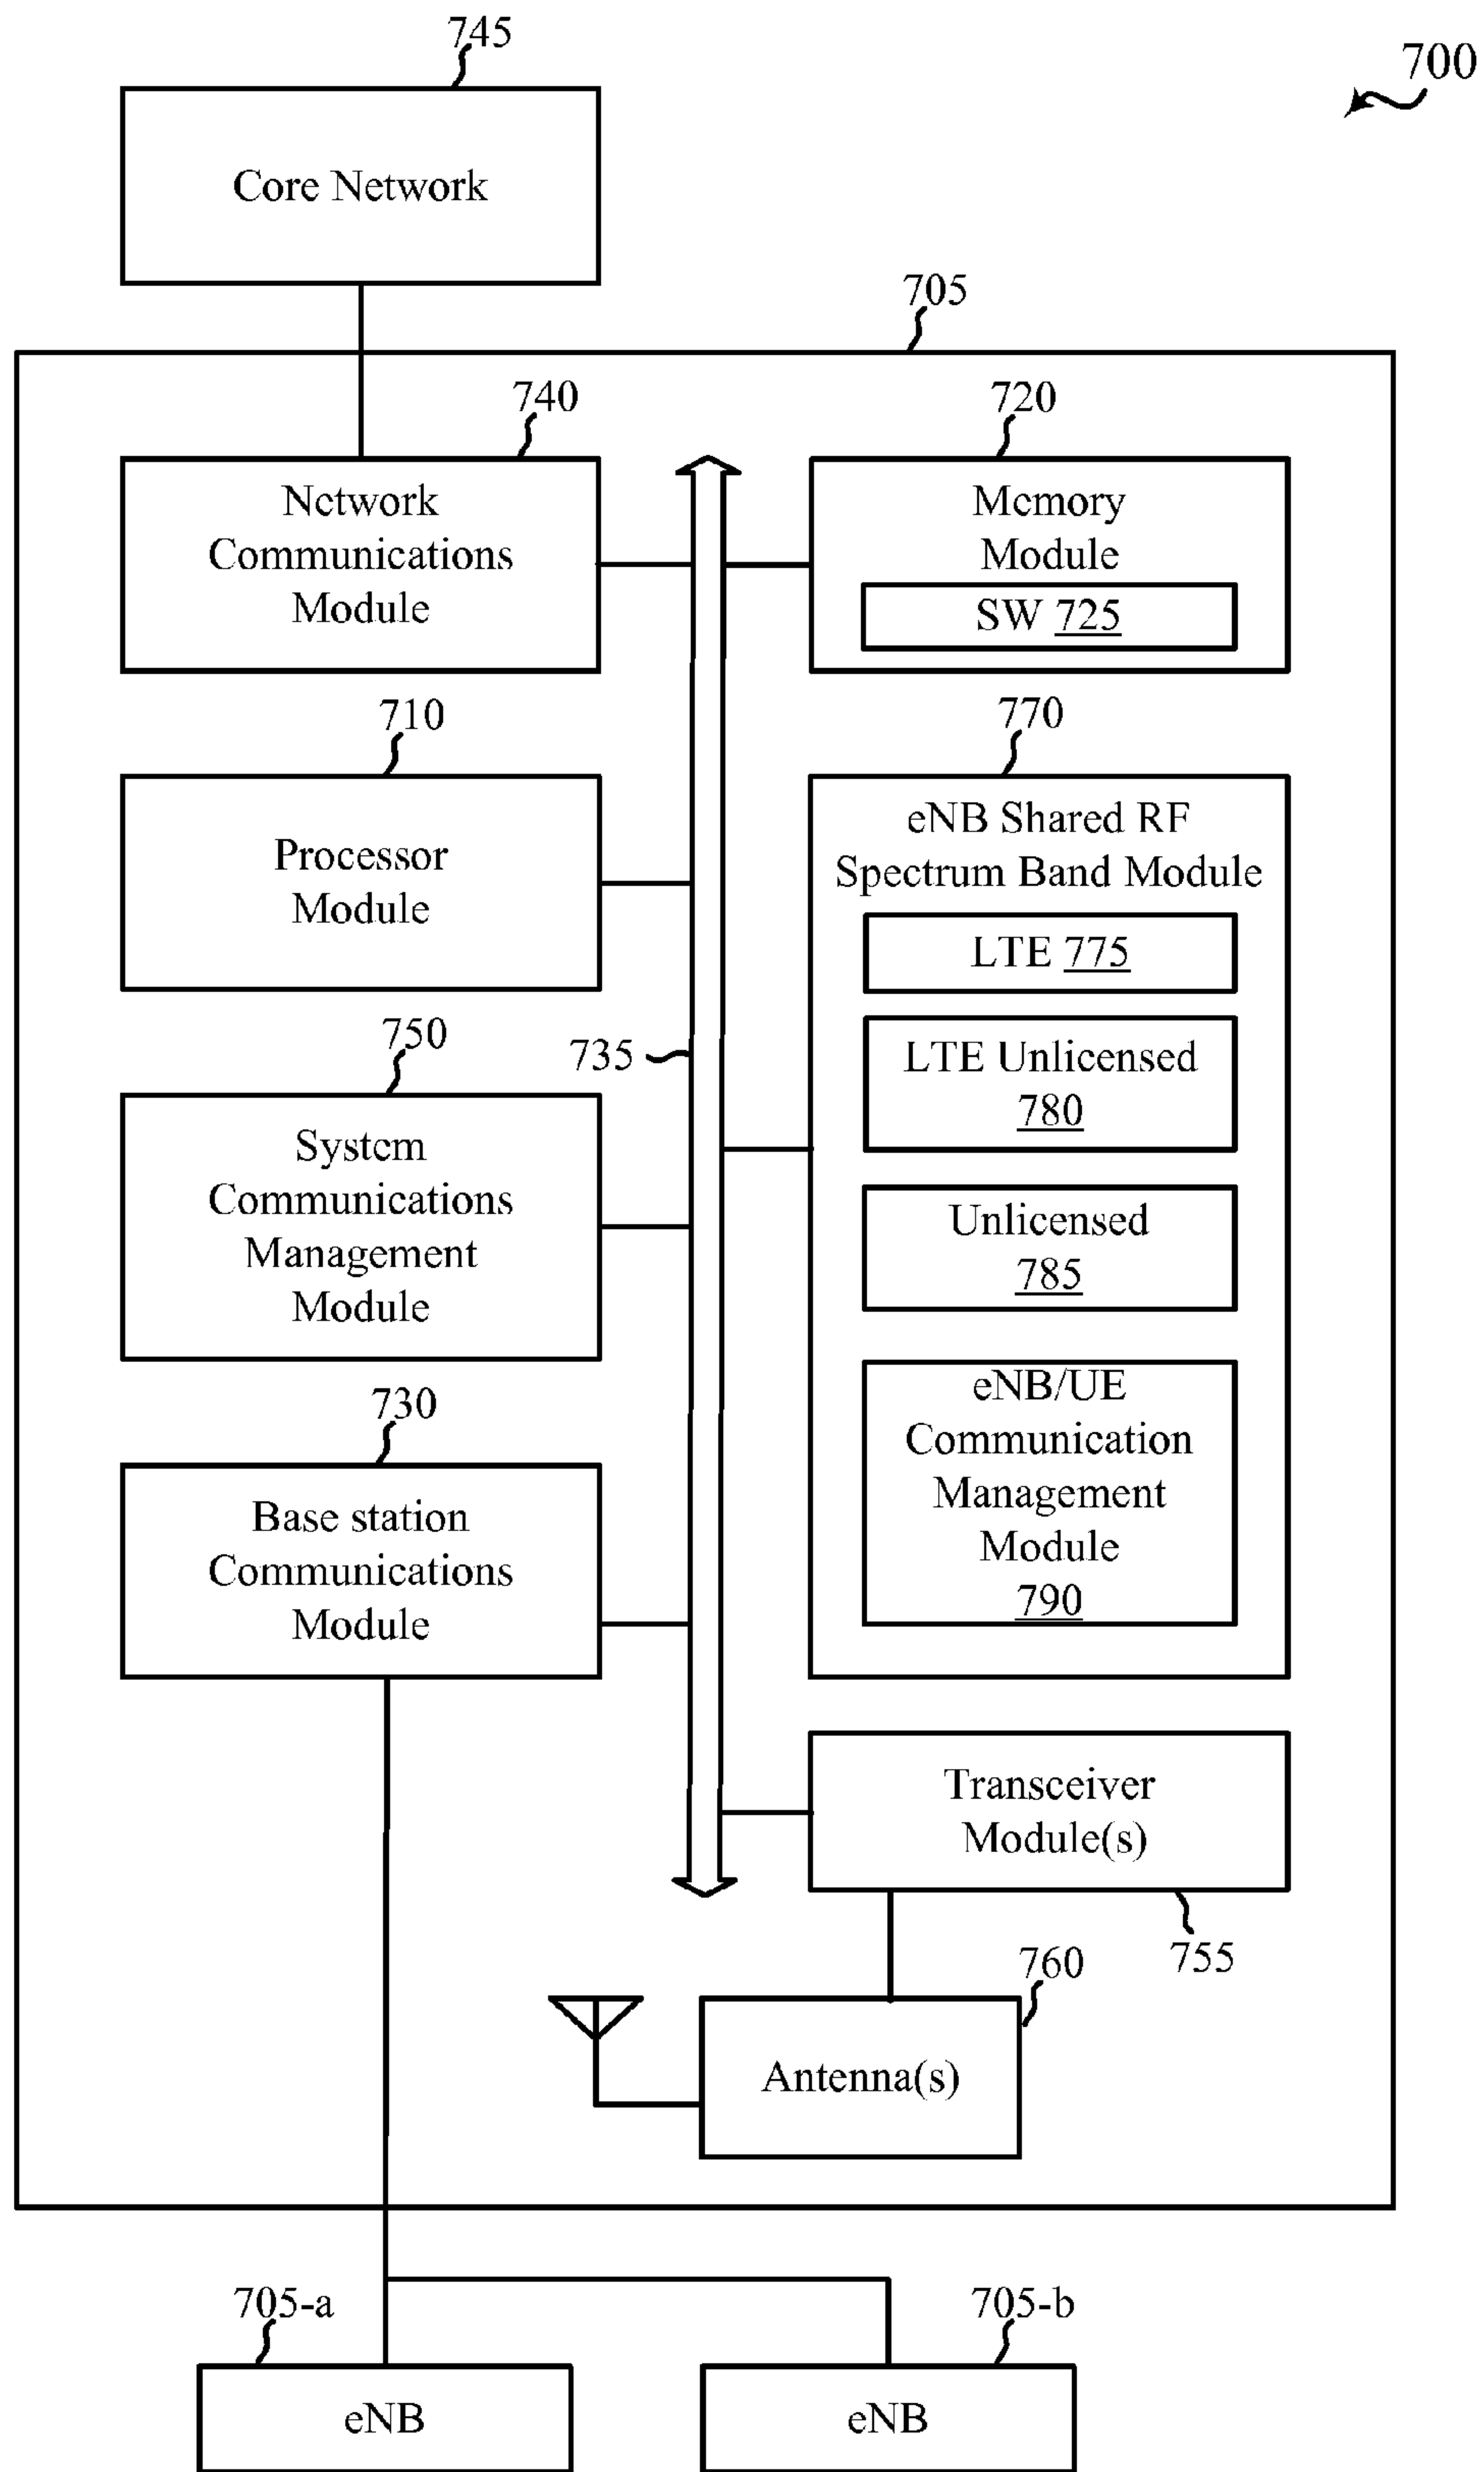 745
700
Core Network
705
740
720
Network
Communications
Module
Memory
Module
SW 725
710
770
Processor
Module
eNB Shared RF
Spectrum Band Module
LTE 775
750
735
LTE Unlicensed
780
System
Communications
Management
Module
Unlicensed
785
730
eNB/UE
Communication
Management
Module
790
Base station
Communications
Module
Transceiver
Module(s)
755
760
Antenna(s)
705-a
705-b
eNB
eNB